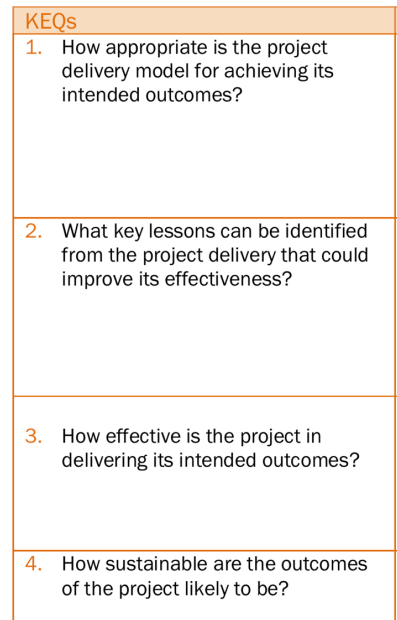 KEQs
1. How appropriate is the project
delivery model for achieving its
intended outcomes?
2. What key lessons can be identified
from the project delivery that could
improve its effectiveness?
3. How effective is the project in
delivering its intended outcomes?
4. How sustainable are the outcomes
of the project likely to be?